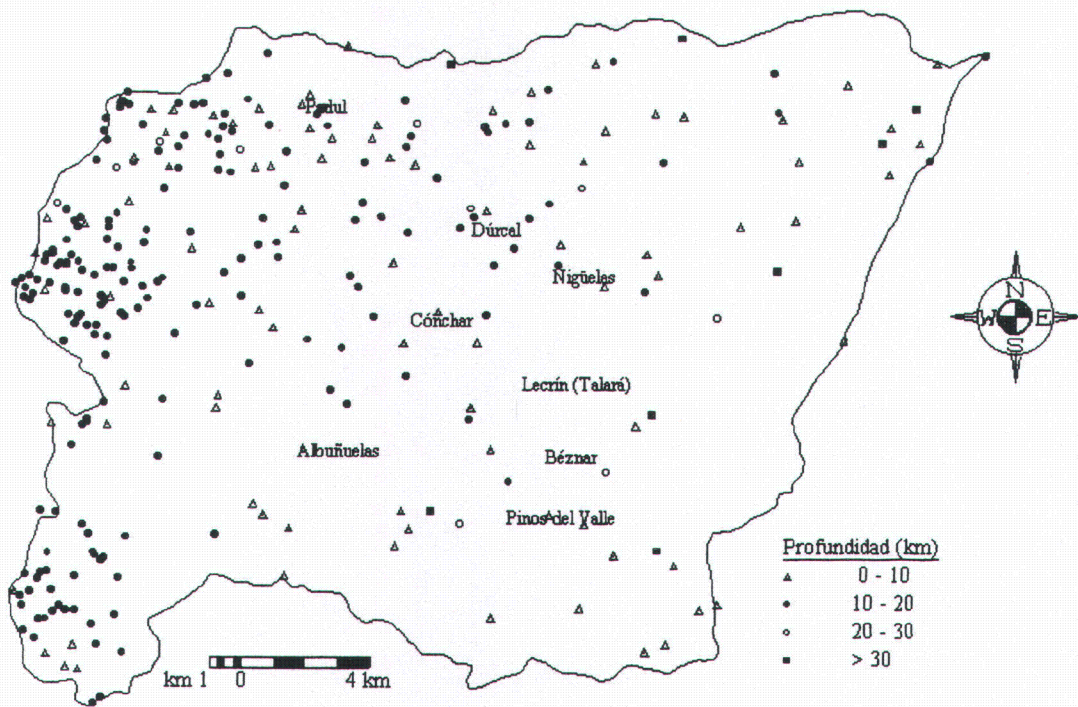 Padul
Dúrcal
Nigüelas
Cónchar
N
W E
S
Lecrín (Talará)
Albuñuelas
Béznar
Pinos del Valle
Profundidad (km)
0 - 10
10 - 20
20 - 30
> 30
km 1 0 4 km